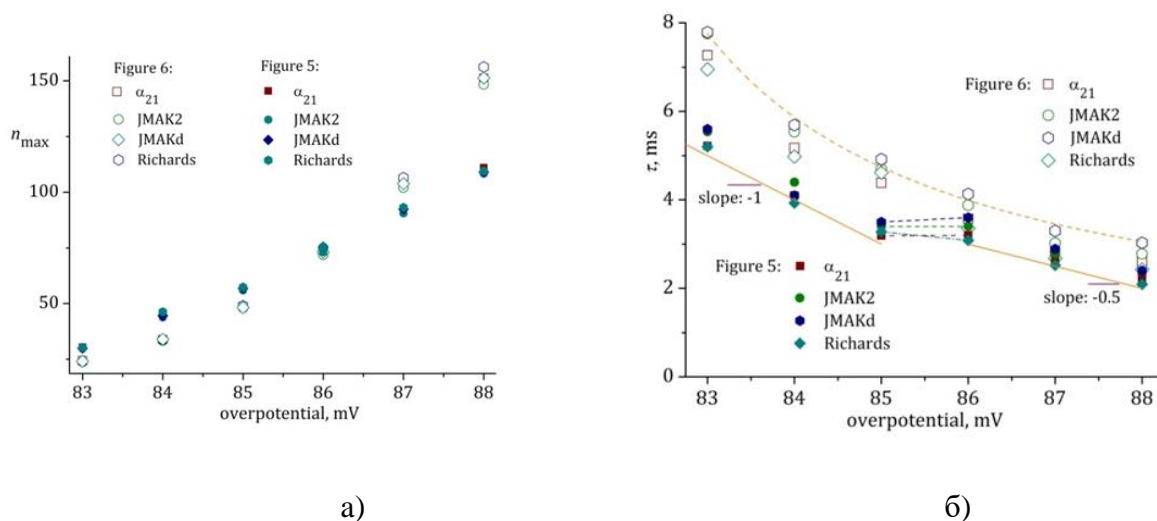 Figure 6:
α21
JMAK2
JMAKd
Richards
Figure 5:
α21
JMAK2
JMAKd
Richards
150
100
50
nmax
83 84 85 86 87 88
overpotential, mV
а)
8
6
4
2
0
τ, ms
Figure 6:
α21
JMAK2
JMAKd
Richards
slope: -1
Figure 5:
α21
JMAK2
JMAKd
Richards
slope: -0.5
83 84 85 86 87 88
overpotential, mV
б)